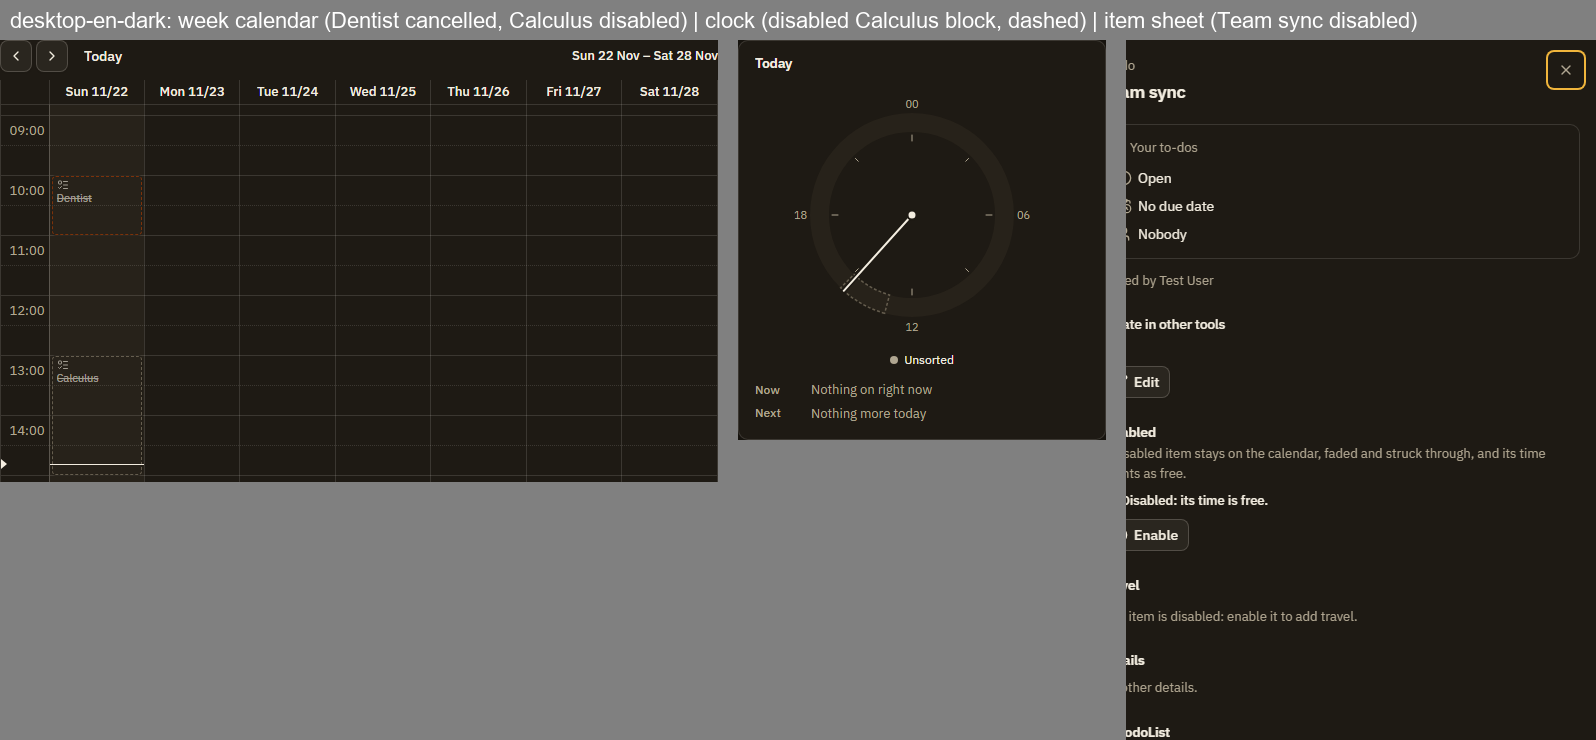 desktop-en-dark: week calendar (Dentist cancelled, Calculus disabled) | clock (disabled Calculus block, dashed) | item sheet (Team sync disabled)
Today
Sun 22 Nov – Sat 28 Nov
Sun 11/22 Mon 11/23 Tue 11/24 Wed 11/25 Thu 11/26 Fri 11/27 Sat 11/28
09:00
10:00
Dentist
11:00
12:00
13:00
Calculus
14:00
Today
00
18
06
12
Unsorted
Now Nothing on right now
Next Nothing more today
do
am sync
Your to-dos
Open
No due date
Nobody
ed by Test User
ate in other tools
Edit
abled
sabled item stays on the calendar, faded and struck through, and its time
nts as free.
Disabled: its time is free.
Enable
vel
item is disabled: enable it to add travel.
ails
other details.
odoList